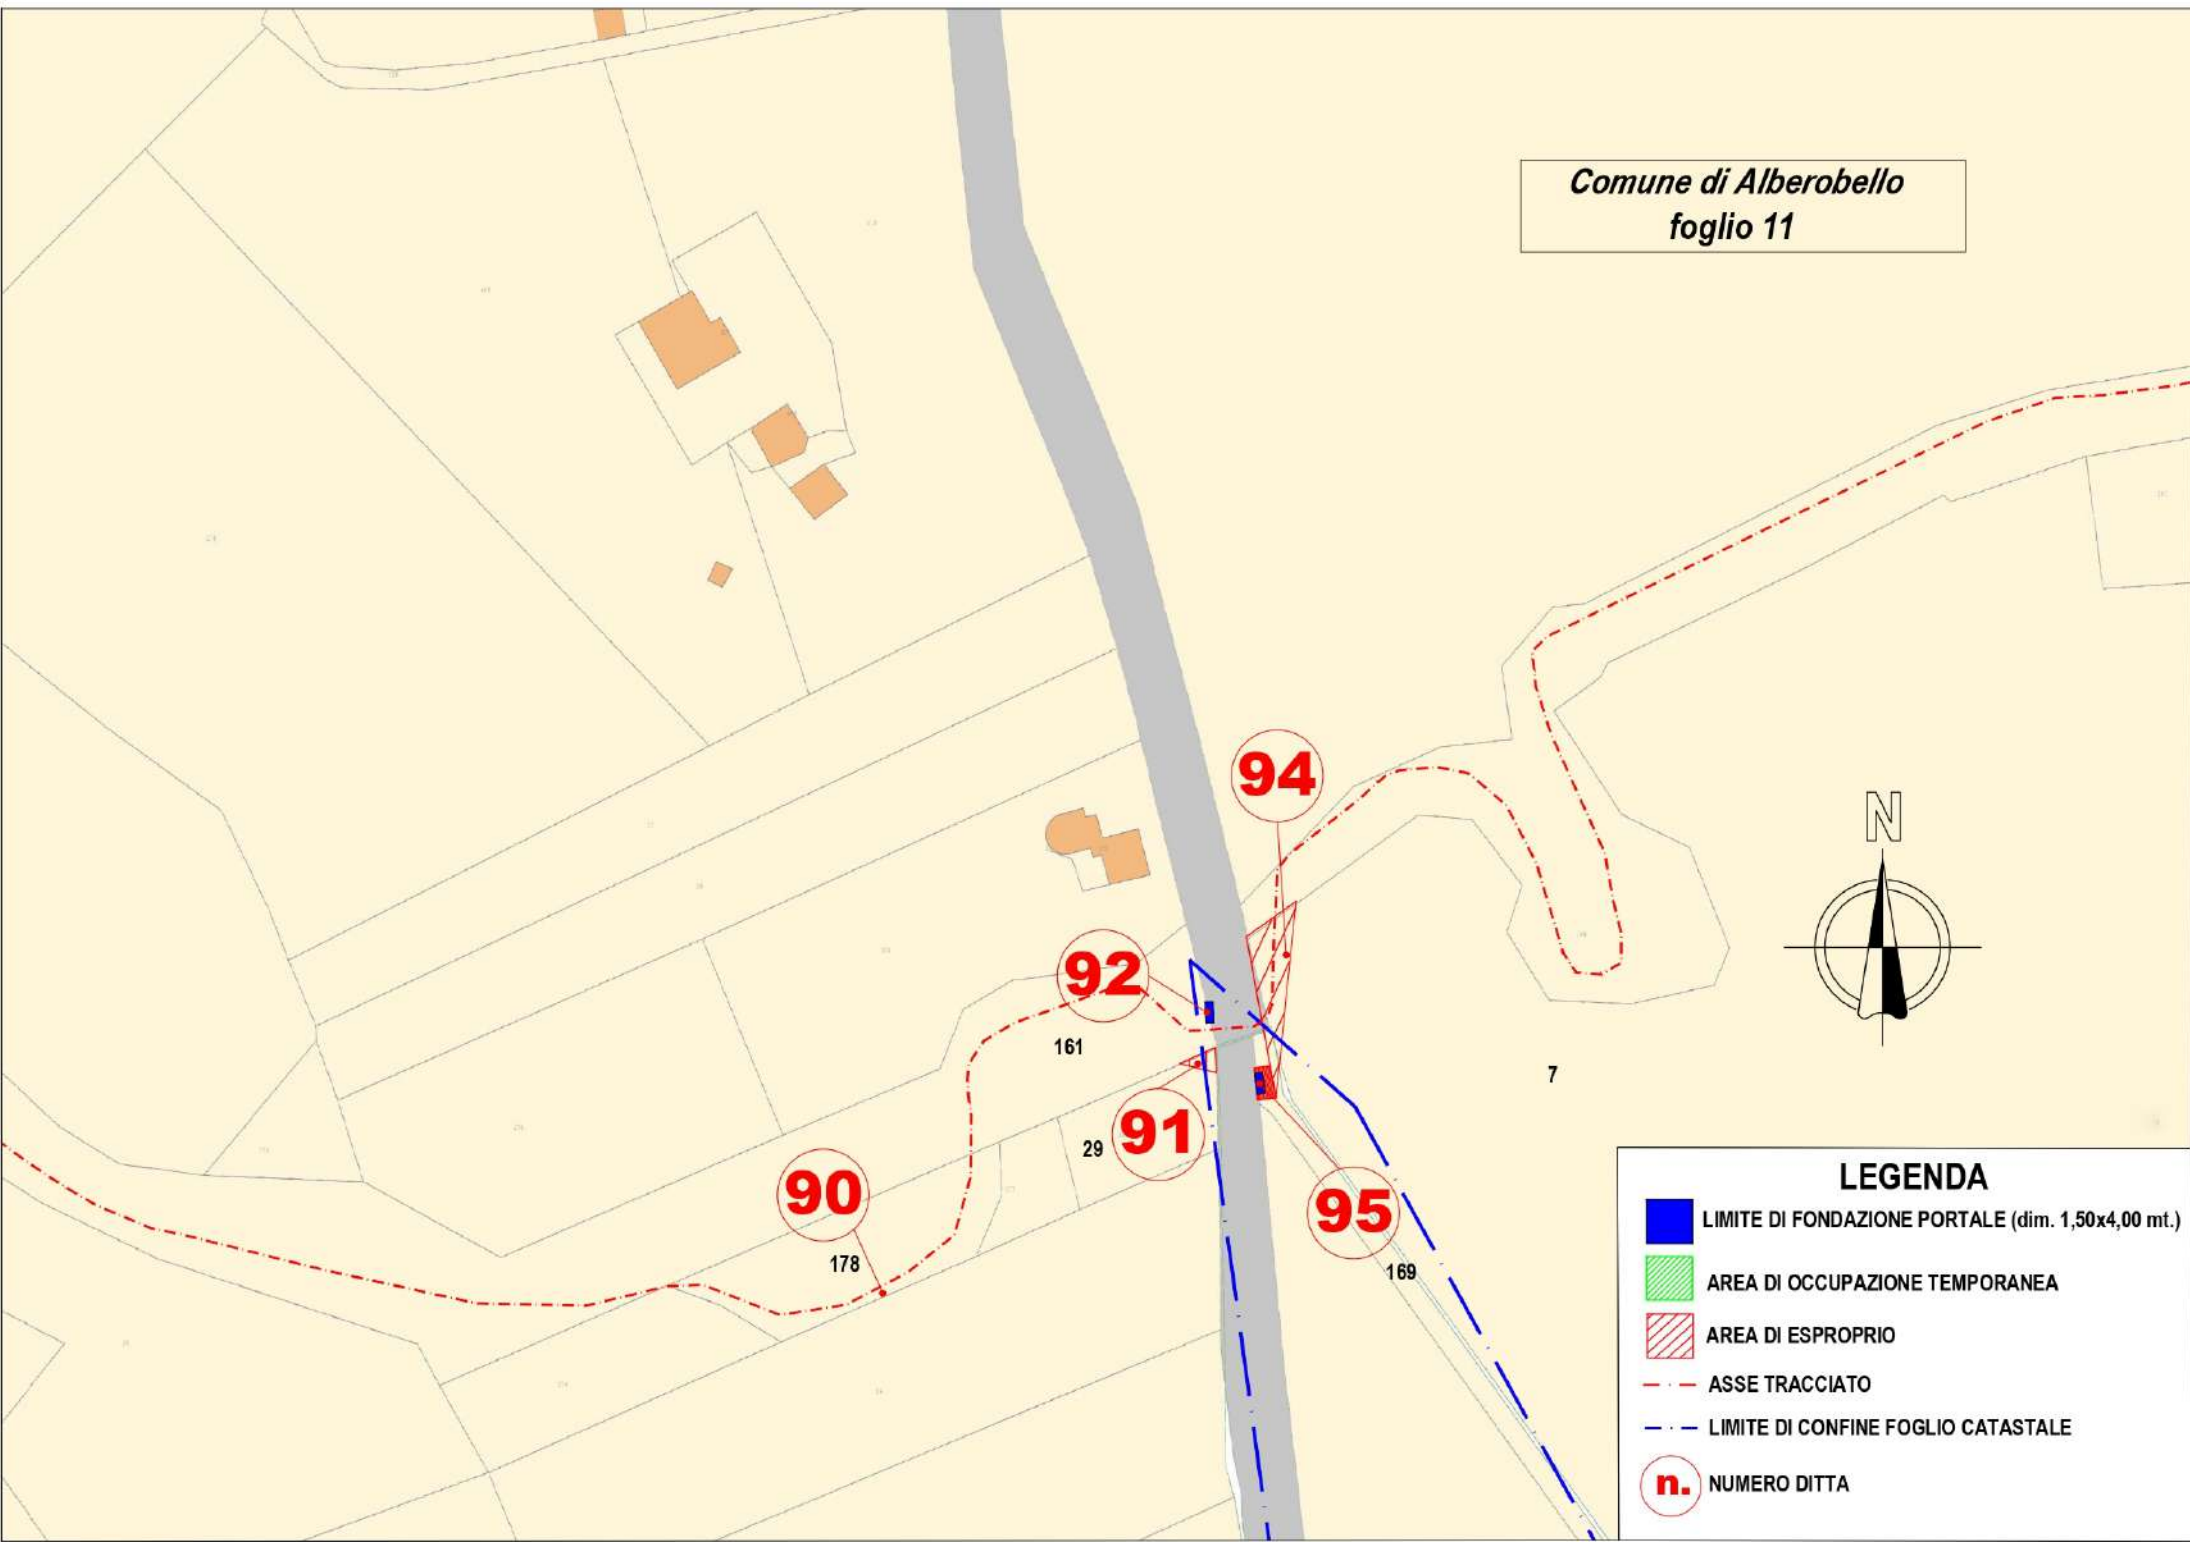 Comune di Alberobello
foglio 11
94
N
92
161
7
91
29
90
95
178
169
LEGENDA
LIMITE DI FONDAZIONE PORTALE (dim. 1,50x4,00 mt.)
AREA DI OCCUPAZIONE TEMPORANEA
AREA DI ESPROPRIO
ASSE TRACCIATO
LIMITE DI CONFINE FOGLIO CATASTALE
n. NUMERO DITTA